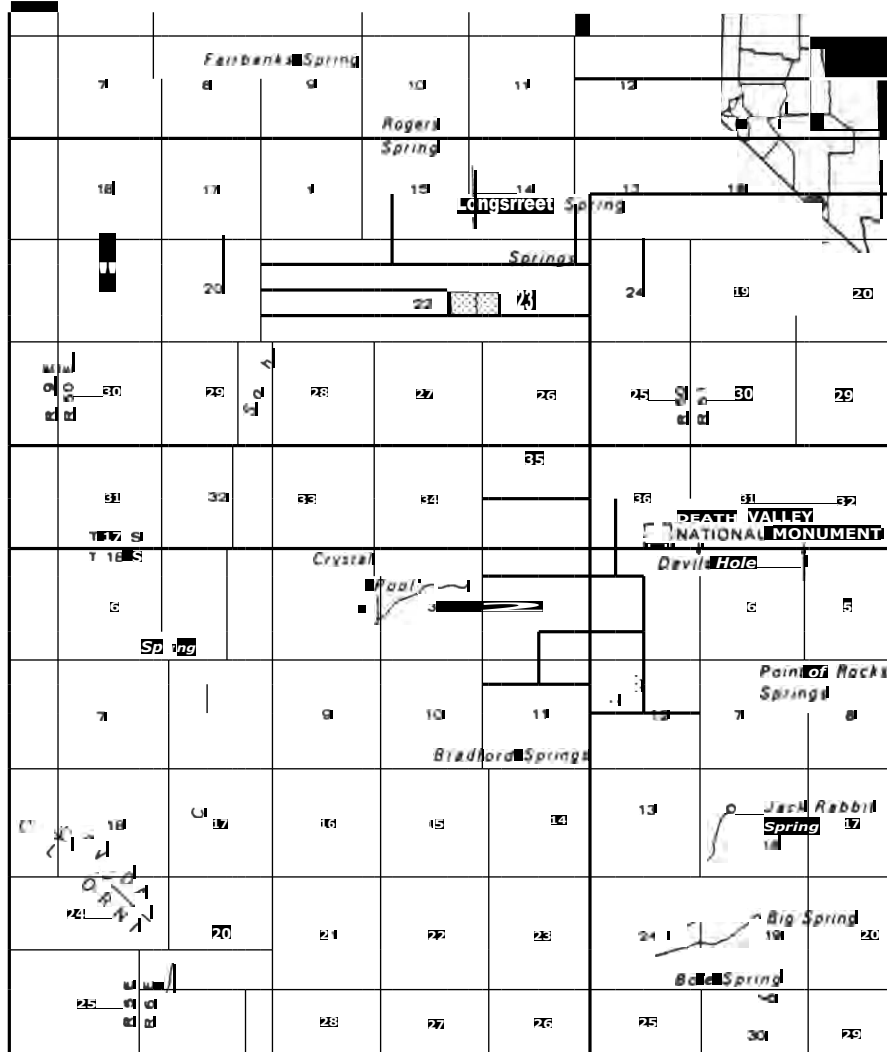 Fairbanks Spring
7 8 9 10 11 12
Rogers
Spring
18 17 15 14 13 18
Longsrreet Spring
Springs
20 22 23 24 19 20
30 29 28 27 26 25 30 29
R 50 E
35
31 32 33 34 36 31 32
DEATH VALLEY
T 17 S NATIONAL MONUMENT
T 18 S Crystal Devils Hole
Pool
6 3 6 5
Spring
Point of Rocks
Springs
7 9 10 11 12 7 8
Bradford Springs
18 17 16 15 14 13 Jack Rabbit
Spring 17
18
24 20 21 22 23 24 Big Spring
19 20
Bole Spring
25 28 27 26 25 30 29